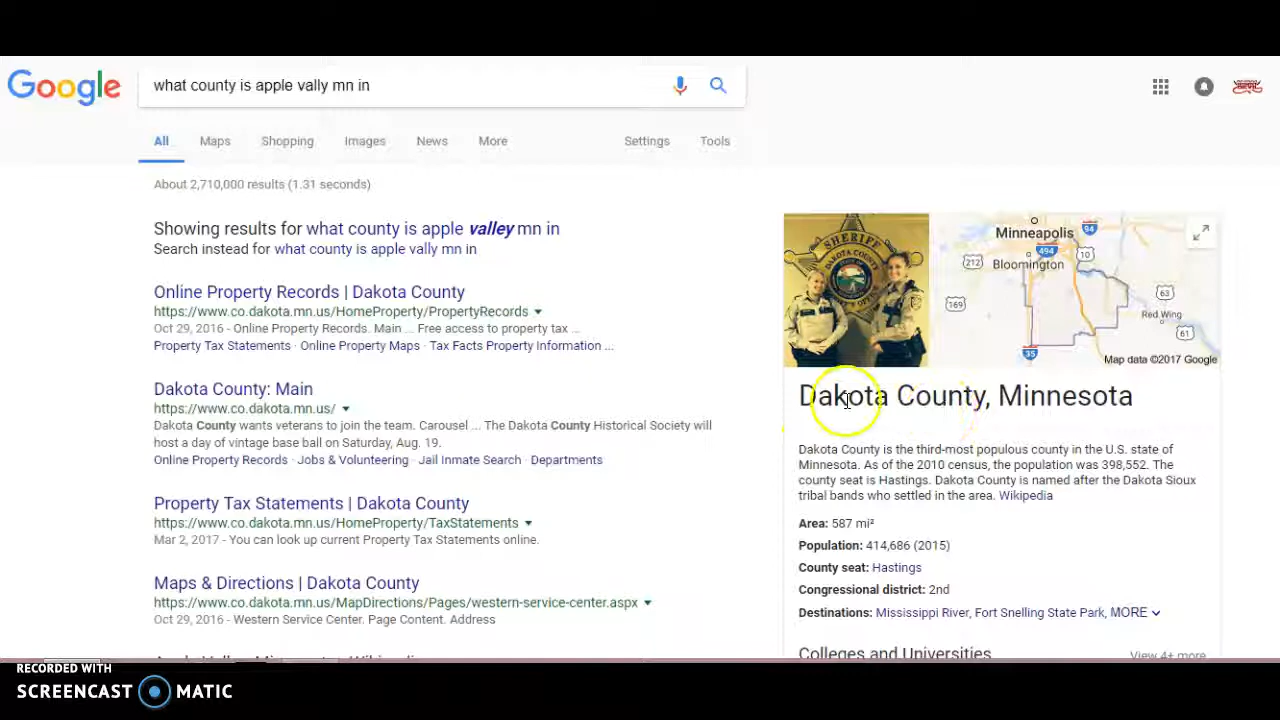 Google
what county is apple vally mn in
All Maps Shopping Images News More Settings Tools
About 2,710,000 results (1.31 seconds)
Showing results for what county is apple valley mn in
Search instead for what county is apple vally mn in
Online Property Records | Dakota County
https://www.co.dakota.mn.us/HomeProperty/PropertyRecords
Oct 29, 2016 - Online Property Records. Main ... Free access to property tax ...
Property Tax Statements · Online Property Maps · Tax Facts Property Information ...
Dakota County: Main
https://www.co.dakota.mn.us/
Dakota County wants veterans to join the team. Carousel ... The Dakota County Historical Society will
host a day of vintage base ball on Saturday, Aug. 19.
Online Property Records · Jobs & Volunteering · Jail Inmate Search · Departments
Property Tax Statements | Dakota County
https://www.co.dakota.mn.us/HomeProperty/TaxStatements
Mar 2, 2017 - You can look up current Property Tax Statements online.
Maps & Directions | Dakota County
https://www.co.dakota.mn.us/MapDirections/Pages/western-service-center.aspx
Oct 29, 2016 - Western Service Center. Page Content. Address
SHERIFF
DAKOTA COUNTY
Minneapolis
94
494
212
Bloomington
10
169
63
Red Wing
61
35
Map data ©2017 Google
Dakota County, Minnesota
Dakota County is the third-most populous county in the U.S. state of
Minnesota. As of the 2010 census, the population was 398,552. The
county seat is Hastings. Dakota County is named after the Dakota Sioux
tribal bands who settled in the area. Wikipedia
Area: 587 mi²
Population: 414,686 (2015)
County seat: Hastings
Congressional district: 2nd
Destinations: Mississippi River, Fort Snelling State Park, MORE
Colleges and Universities
View 4+ more
RECORDED WITH
SCREENCAST MATIC